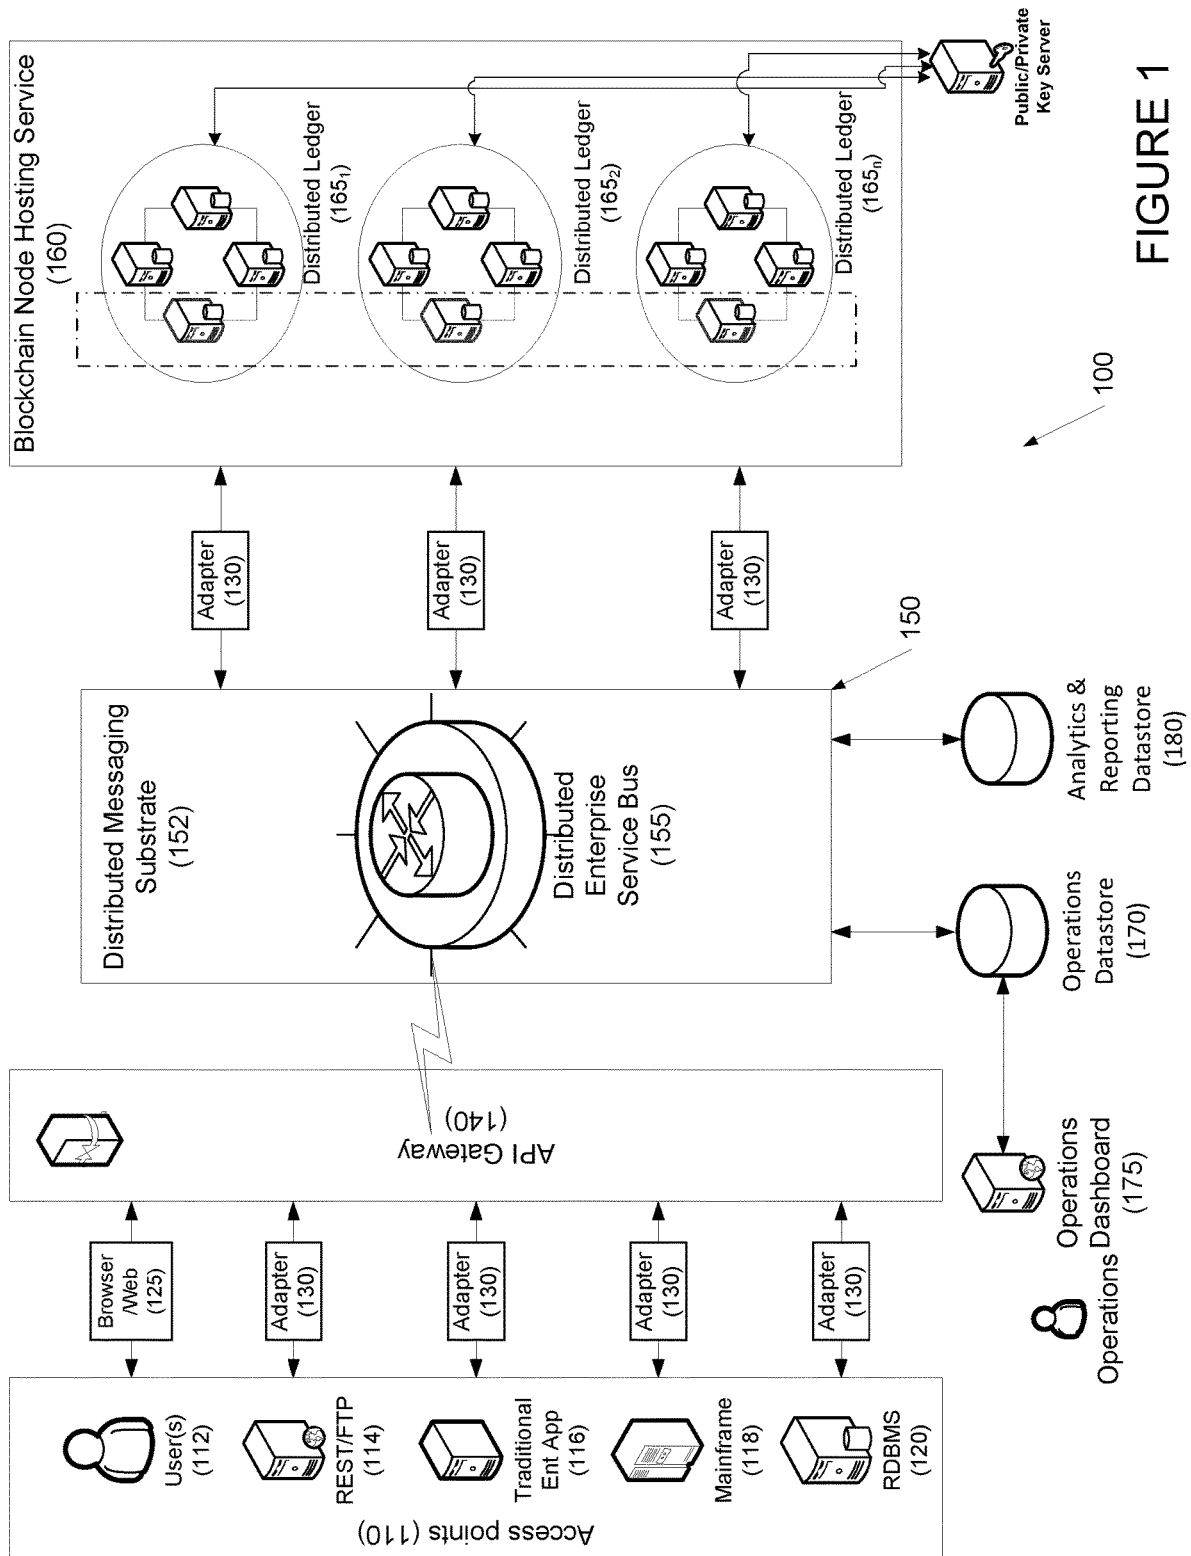 Access points (110)
User(s)
(112)
REST/FTP
(114)
Traditional
Ent App
(116)
Mainframe
(118)
RDBMS
(120)
Browser
/Web
(125)
Adapter
(130)
Adapter
(130)
Adapter
(130)
Adapter
(130)
API Gateway
(140)
Distributed Messaging
Substrate
(152)
Distributed
Enterprise
Service Bus
(155)
150
Adapter
(130)
Adapter
(130)
Adapter
(130)
Blockchain Node Hosting Service
(160)
Distributed Ledger
(165₁)
Distributed Ledger
(165₂)
Distributed Ledger
(165ₙ)
Public/Private
Key Server
Operations
Operations
Dashboard
(175)
Operations
Datastore
(170)
Analytics &
Reporting
Datastore
(180)
100
FIGURE 1